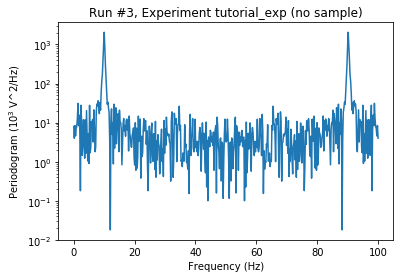 Run #3, Experiment tutorial_exp (no sample)
Periodogram (10³ V^2/Hz)
10³
10²
10¹
10⁰
10⁻¹
10⁻²
0 20 40 60 80 100
Frequency (Hz)